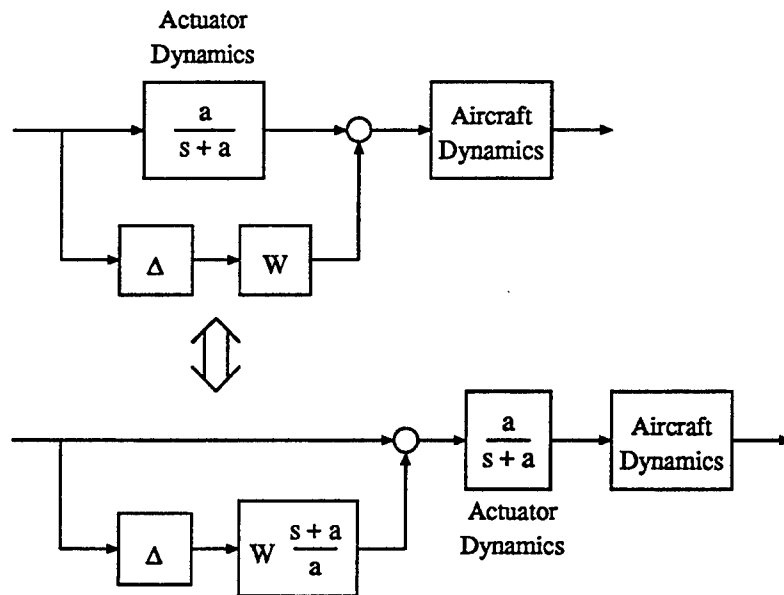 Actuator
Dynamics
a
s + a
Aircraft
Dynamics
Δ
W
a
s + a
Aircraft
Dynamics
Actuator
Dynamics
Δ
W s + a
a